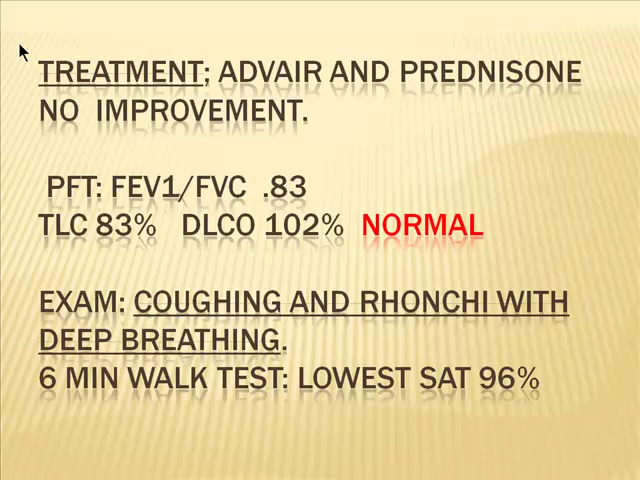 TREATMENT; ADVAIR AND PREDNISONE
NO IMPROVEMENT.
PFT: FEV1/FVC .83
TLC 83% DLCO 102% NORMAL
EXAM: COUGHING AND RHONCHI WITH
DEEP BREATHING.
6 MIN WALK TEST: LOWEST SAT 96%